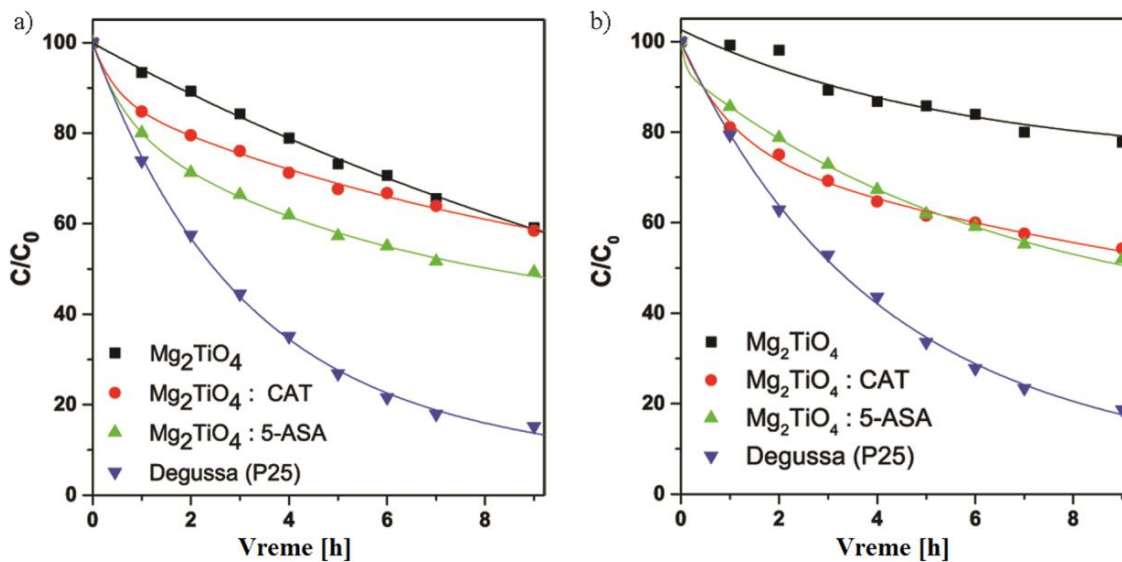 a)
C/C₀
100
80
60
40
20
0
Mg₂TiO₄
Mg₂TiO₄ : CAT
Mg₂TiO₄ : 5-ASA
Degussa (P25)
0 2 4 6 8
Vreme [h]
b)
C/C₀
100
80
60
40
20
0
Mg₂TiO₄
Mg₂TiO₄ : CAT
Mg₂TiO₄ : 5-ASA
Degussa (P25)
0 2 4 6 8
Vreme [h]